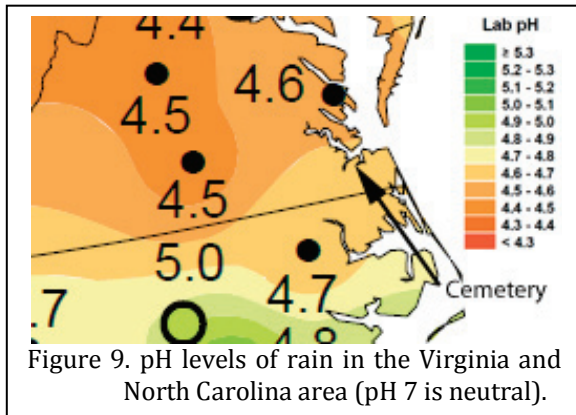 4.4
Lab pH
≥ 5.3
5.2 - 5.3
5.1 - 5.2
5.0 - 5.1
4.9 - 5.0
4.8 - 4.9
4.7 - 4.8
4.6 - 4.7
4.5 - 4.6
4.4 - 4.5
4.3 - 4.4
< 4.3
4.6
4.5
4.5
5.0
4.7
Cemetery
.7
4.8
Figure 9. pH levels of rain in the Virginia and
North Carolina area (pH 7 is neutral).